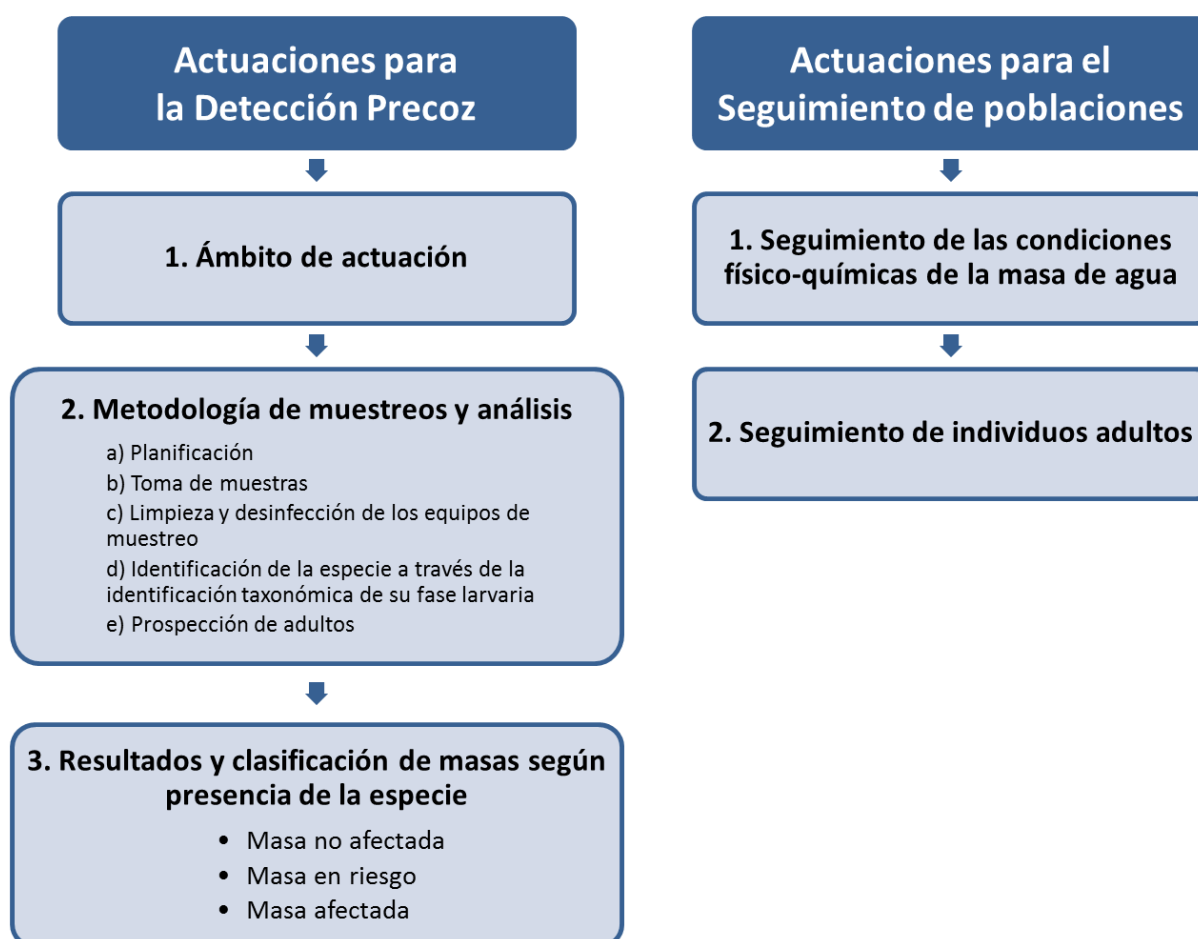 Actuaciones para
la Detección Precoz
1. Ámbito de actuación
2. Metodología de muestreos y análisis
a) Planificación
b) Toma de muestras
c) Limpieza y desinfección de los equipos de
muestreo
d) Identificación de la especie a través de la
identificación taxonómica de su fase larvaria
e) Prospección de adultos
3. Resultados y clasificación de masas según
presencia de la especie
• Masa no afectada
• Masa en riesgo
• Masa afectada
Actuaciones para el
Seguimiento de poblaciones
1. Seguimiento de las condiciones
físico-químicas de la masa de agua
2. Seguimiento de individuos adultos